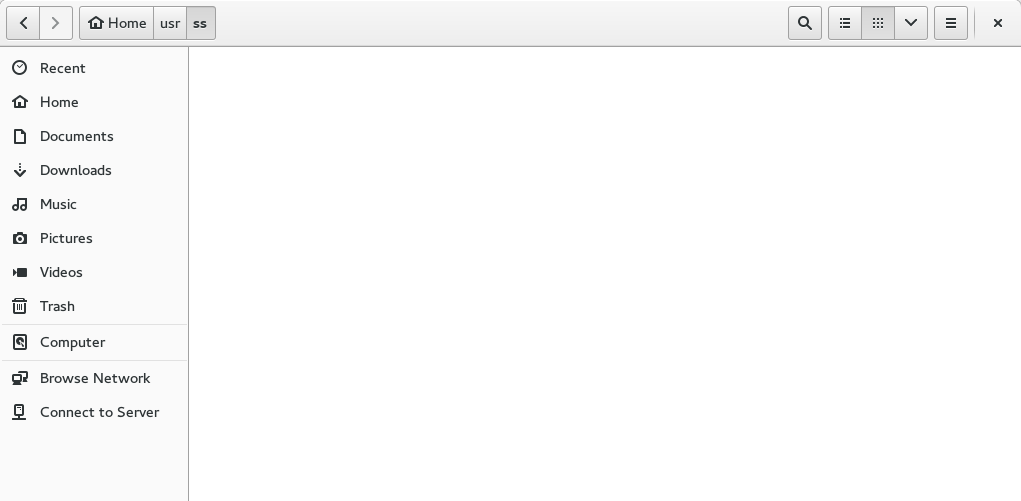 Home usr ss
Recent
Home
Documents
Downloads
Music
Pictures
Videos
Trash
Computer
Browse Network
Connect to Server